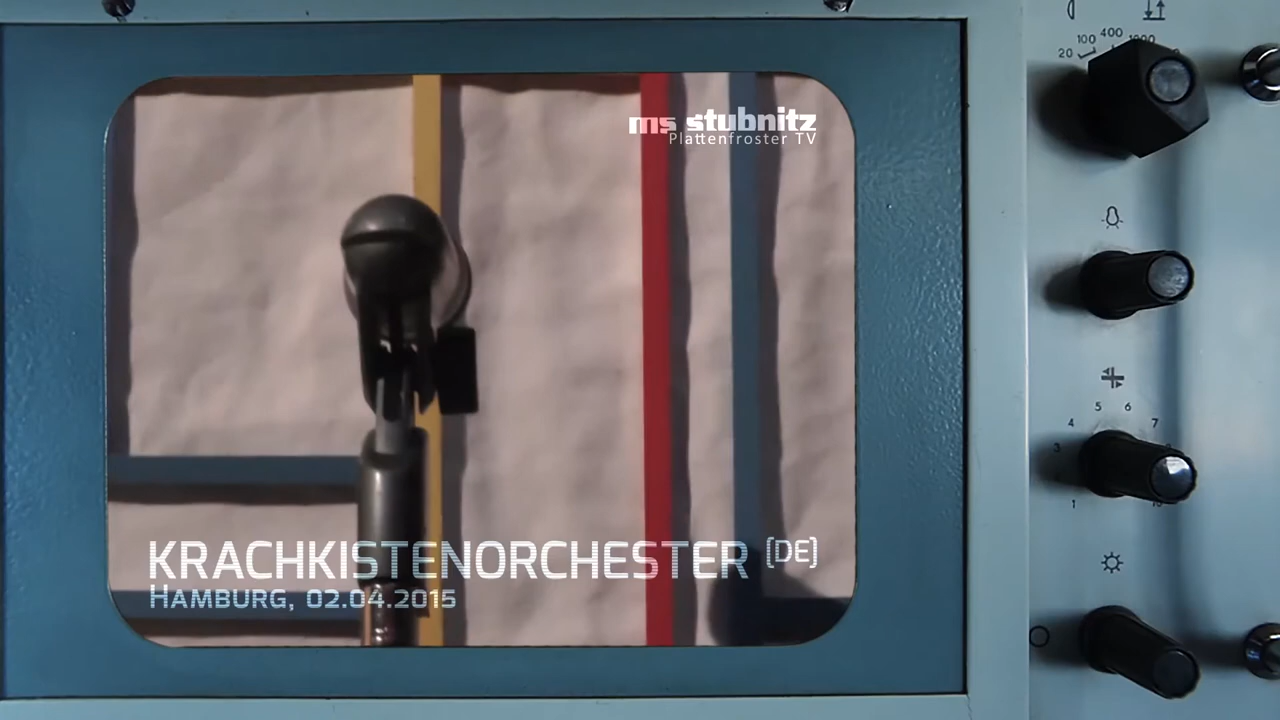 20 100 400 1000
ms stubnitz
Plattenfroster TV
3 4 5 6 7
1 10
KRACHKISTENORCHESTER [DE]
HAMBURG, 02.04.2015